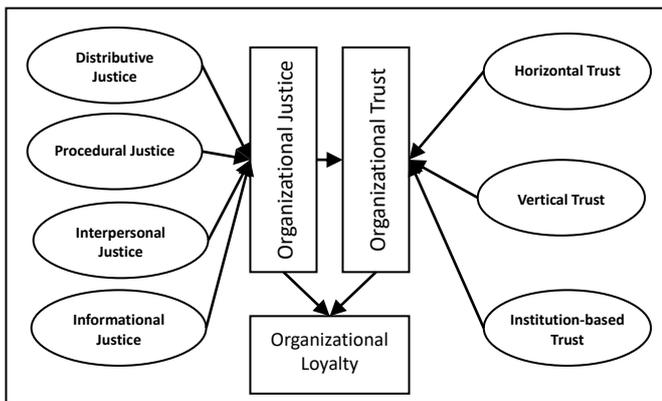 Distributive
Justice
Procedural Justice
Interpersonal
Justice
Informational
Justice
Organizational Justice
Organizational Trust
Organizational
Loyalty
Horizontal Trust
Vertical Trust
Institution-based
Trust